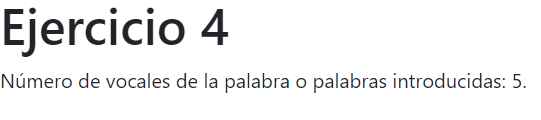 Ejercicio 4
Número de vocales de la palabra o palabras introducidas: 5.